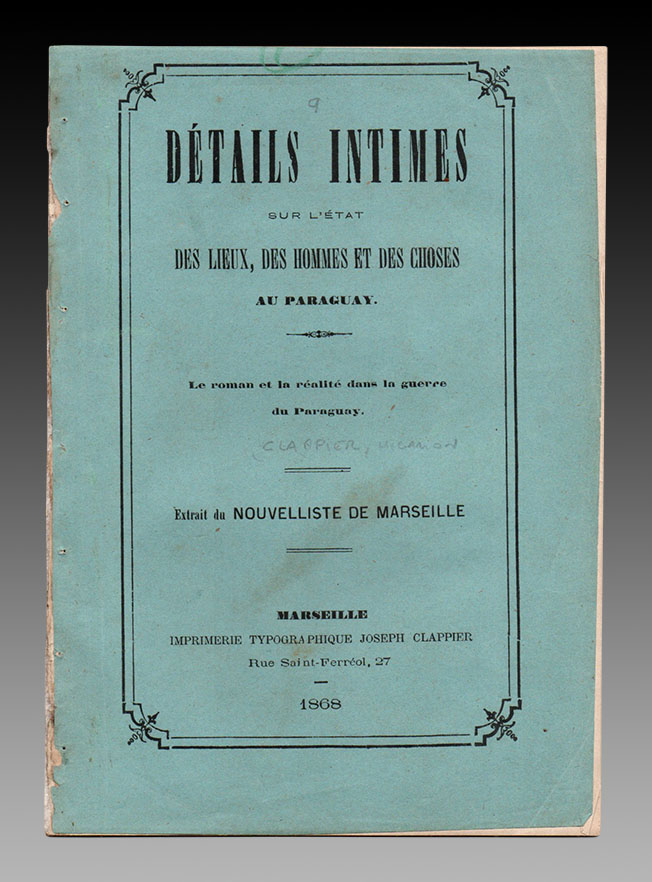 9
DÉTAILS INTIMES
SUR L'ÉTAT
DES LIEUX, DES HOMMES ET DES CHOSES
AU PARAGUAY.
Le roman et la réalité dans la guerre
du Paraguay.
CLAPPIER,
Extrait du NOUVELLISTE DE MARSEILLE
MARSEILLE
IMPRIMERIE TYPOGRAPHIQUE JOSEPH CLAPPIER
Rue Saint-Ferréol, 27
1868